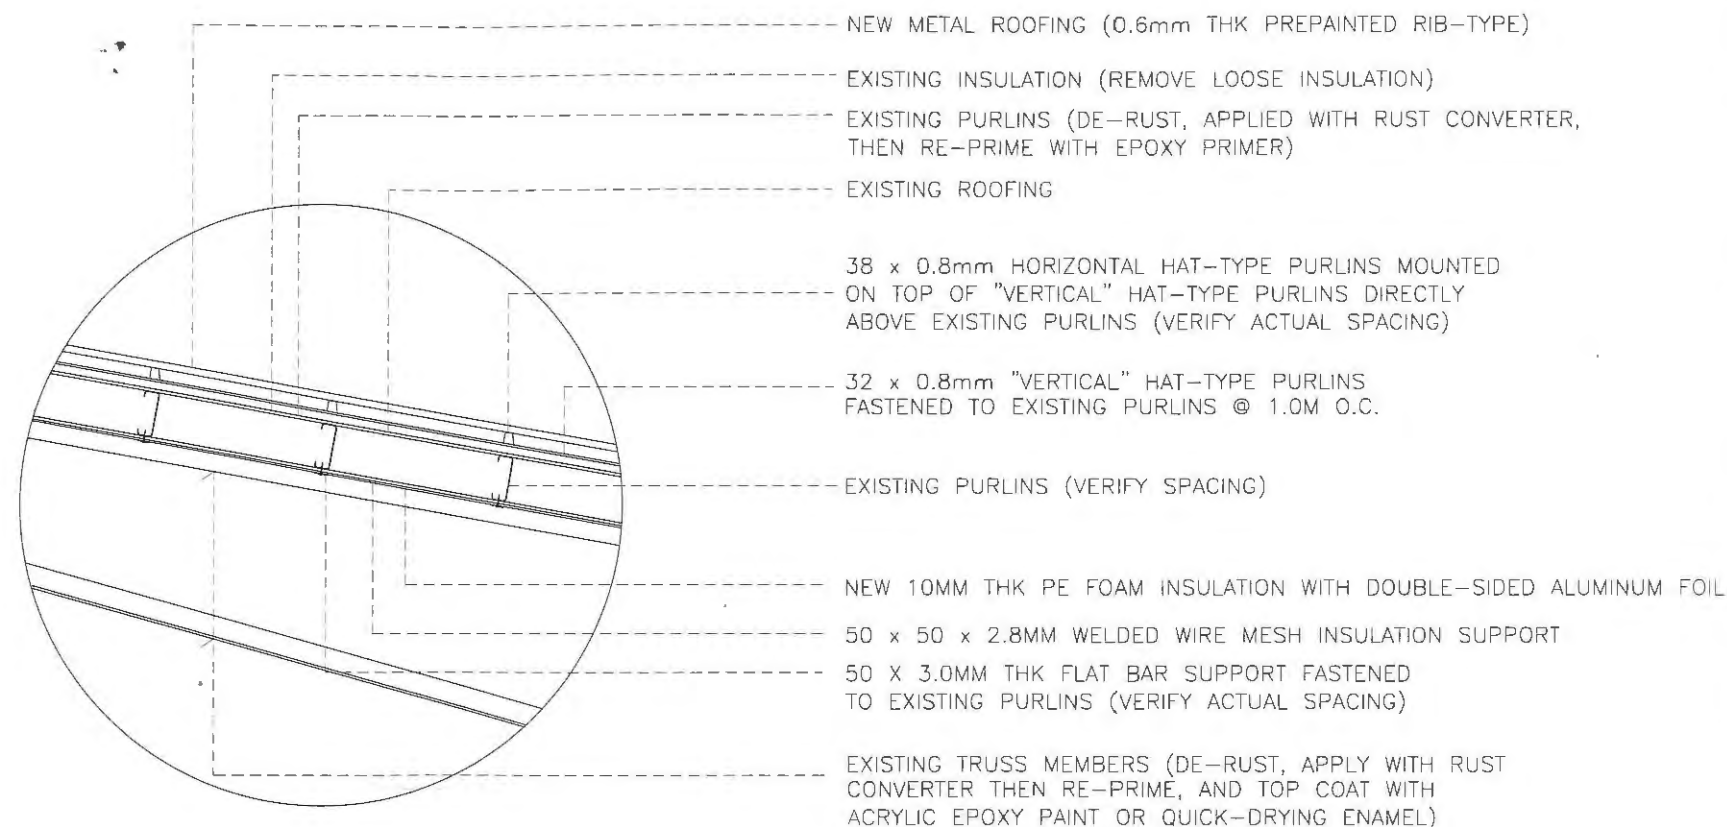 NEW METAL ROOFING (0.6mm THK PREPAINTED RIB-TYPE)
EXISTING INSULATION (REMOVE LOOSE INSULATION)
EXISTING PURLINS (DE-RUST, APPLIED WITH RUST CONVERTER,
THEN RE-PRIME WITH EPOXY PRIMER)
EXISTING ROOFING
38 x 0.8mm HORIZONTAL HAT-TYPE PURLINS MOUNTED
ON TOP OF "VERTICAL" HAT-TYPE PURLINS DIRECTLY
ABOVE EXISTING PURLINS (VERIFY ACTUAL SPACING)
32 x 0.8mm "VERTICAL" HAT-TYPE PURLINS
FASTENED TO EXISTING PURLINS @ 1.0M O.C.
EXISTING PURLINS (VERIFY SPACING)
NEW 10MM THK PE FOAM INSULATION WITH DOUBLE-SIDED ALUMINUM FOIL
50 x 50 x 2.8MM WELDED WIRE MESH INSULATION SUPPORT
50 X 3.0MM THK FLAT BAR SUPPORT FASTENED
TO EXISTING PURLINS (VERIFY ACTUAL SPACING)
EXISTING TRUSS MEMBERS (DE-RUST, APPLY WITH RUST
CONVERTER THEN RE-PRIME, AND TOP COAT WITH
ACRYLIC EPOXY PAINT OR QUICK-DRYING ENAMEL)